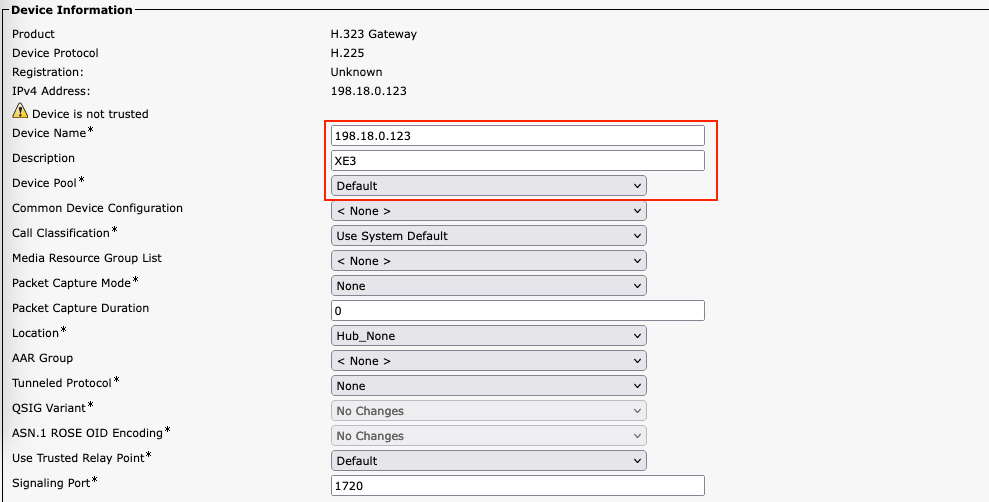 Device Information
Product H.323 Gateway
Device Protocol H.225
Registration: Unknown
IPv4 Address: 198.18.0.123
Device is not trusted
Device Name* 198.18.0.123
Description XE3
Device Pool* Default
Common Device Configuration < None >
Call Classification* Use System Default
Media Resource Group List < None >
Packet Capture Mode* None
Packet Capture Duration 0
Location* Hub_None
AAR Group < None >
Tunneled Protocol* None
QSIG Variant* No Changes
ASN.1 ROSE OID Encoding* No Changes
Use Trusted Relay Point* Default
Signaling Port* 1720